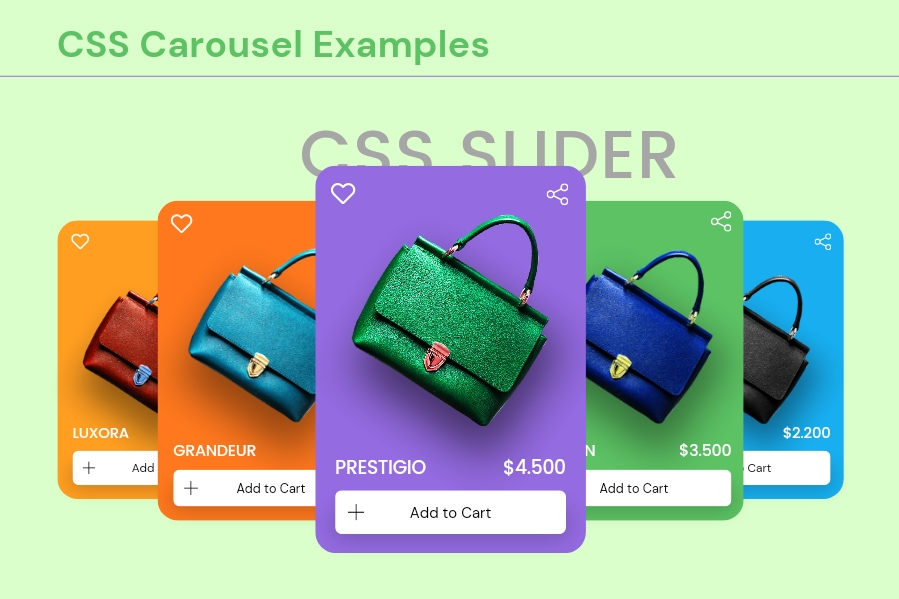 CSS Carousel Examples
CSS SLIDER
LUXORA
Add
GRANDEUR
Add to Cart
PRESTIGIO $4.500
Add to Cart
N $3.500
Add to Cart
$2.200
Cart